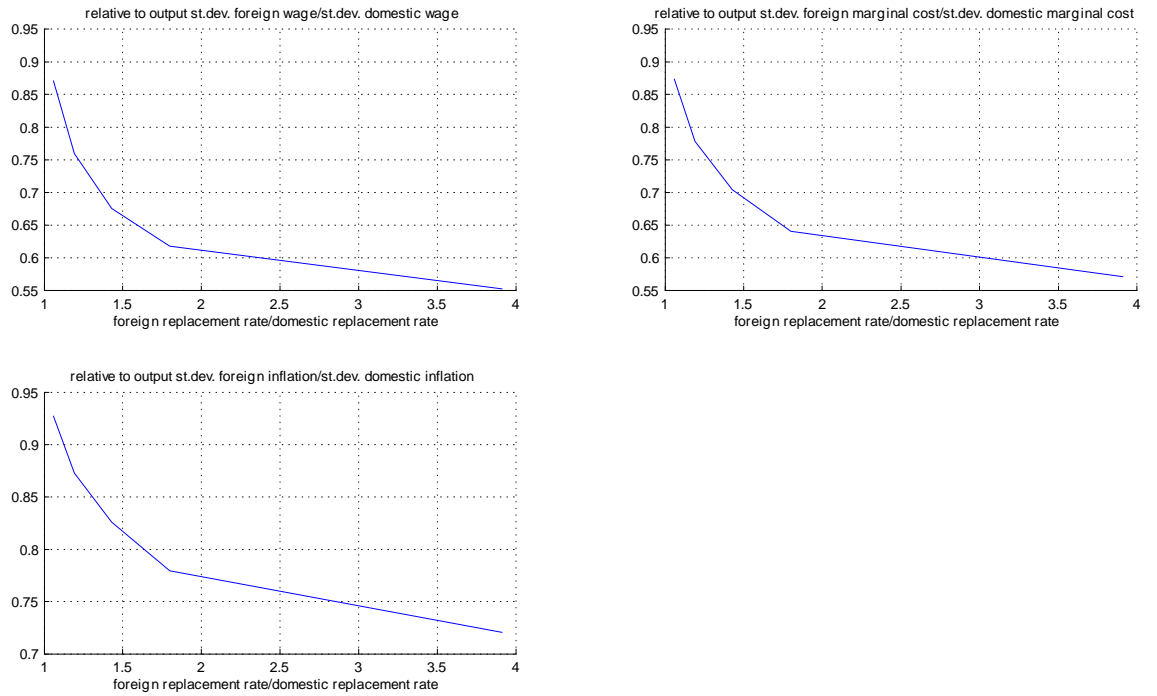 relative to output st.dev. foreign wage/st.dev. domestic wage
0.95
0.9
0.85
0.8
0.75
0.7
0.65
0.6
0.55
1 1.5 2 2.5 3 3.5 4
foreign replacement rate/domestic replacement rate
relative to output st.dev. foreign marginal cost/st.dev. domestic marginal cost
0.95
0.9
0.85
0.8
0.75
0.7
0.65
0.6
0.55
1 1.5 2 2.5 3 3.5 4
foreign replacement rate/domestic replacement rate
relative to output st.dev. foreign inflation/st.dev. domestic inflation
0.95
0.9
0.85
0.8
0.75
0.7
1 1.5 2 2.5 3 3.5 4
foreign replacement rate/domestic replacement rate